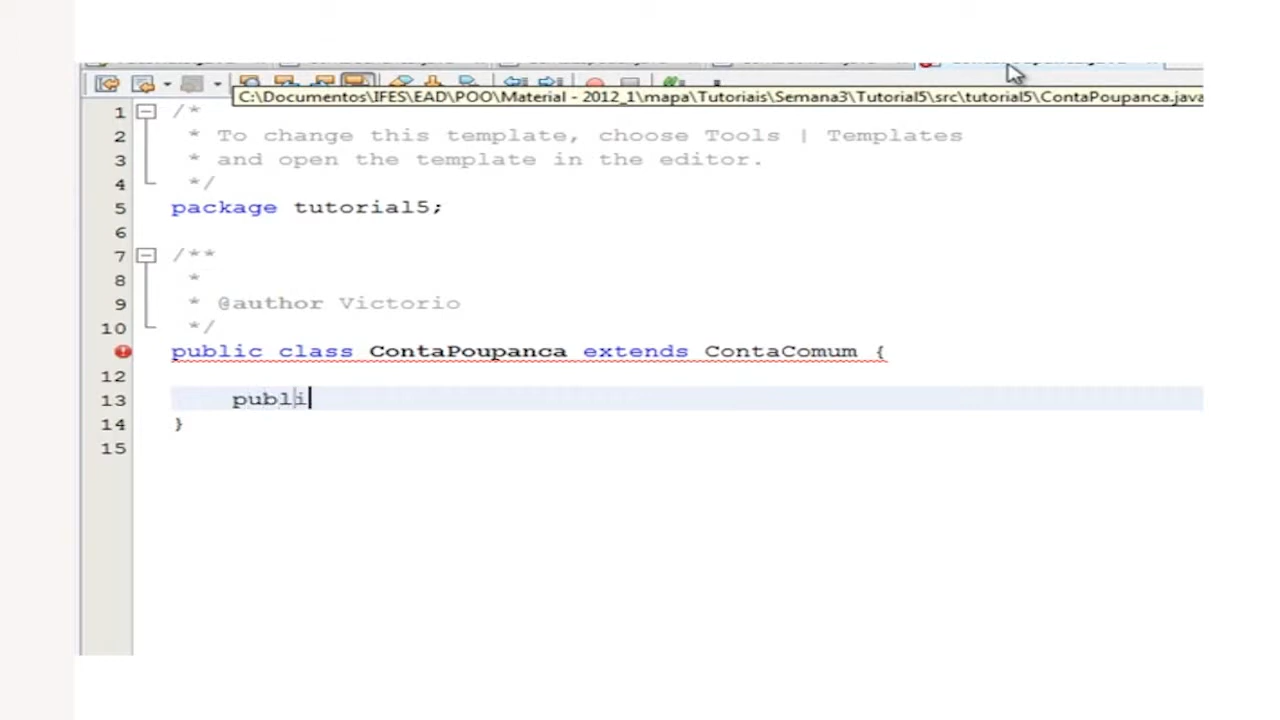 C:\Documentos\IFES\EAD\POO\Material - 2012_1\mapa\Tutoriais\Semana3\Tutorial5\src\tutorial5\ContaPoupanca.java
1 /*
2 * To change this template, choose Tools | Templates
3 * and open the template in the editor.
4 */
5 package tutorial5;
6
7 /**
8 *
9 * @author Victorio
10 */
public class ContaPoupanca extends ContaComum {
12
13 publi
14 }
15